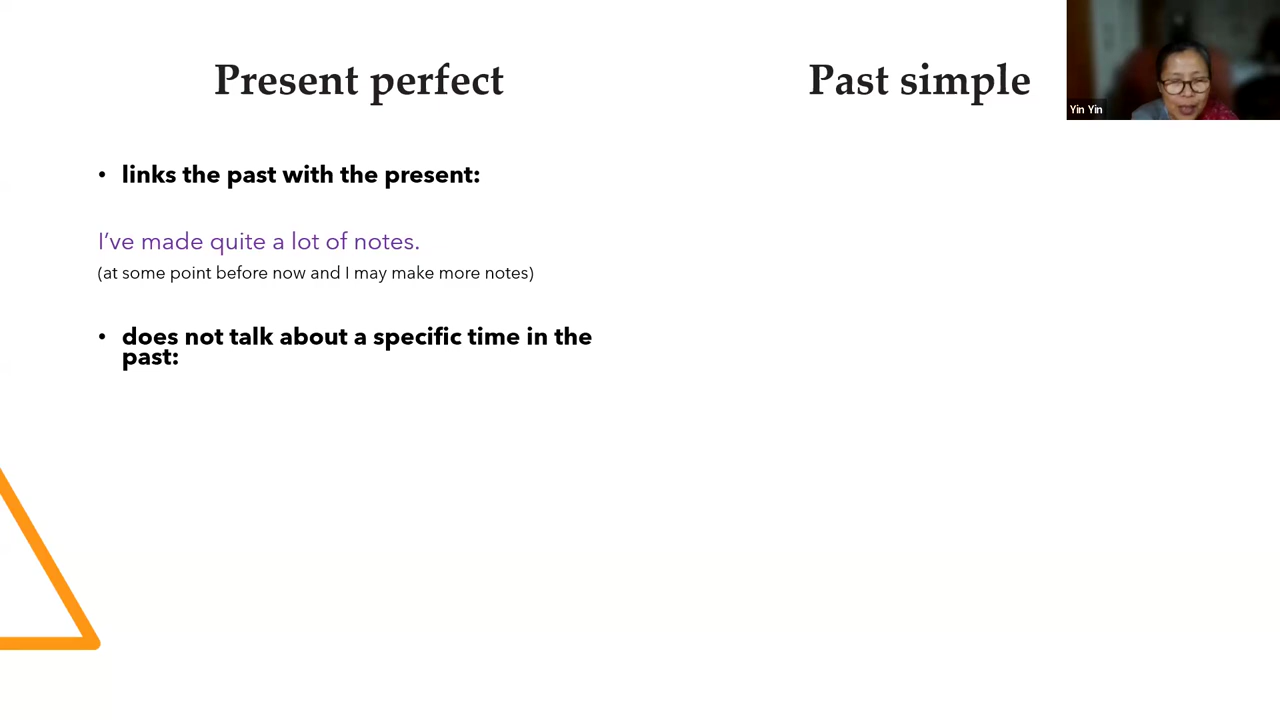 Present perfect
Past simple
Yin Yin
• links the past with the present:
I’ve made quite a lot of notes.
(at some point before now and I may make more notes)
• does not talk about a specific time in the
past: